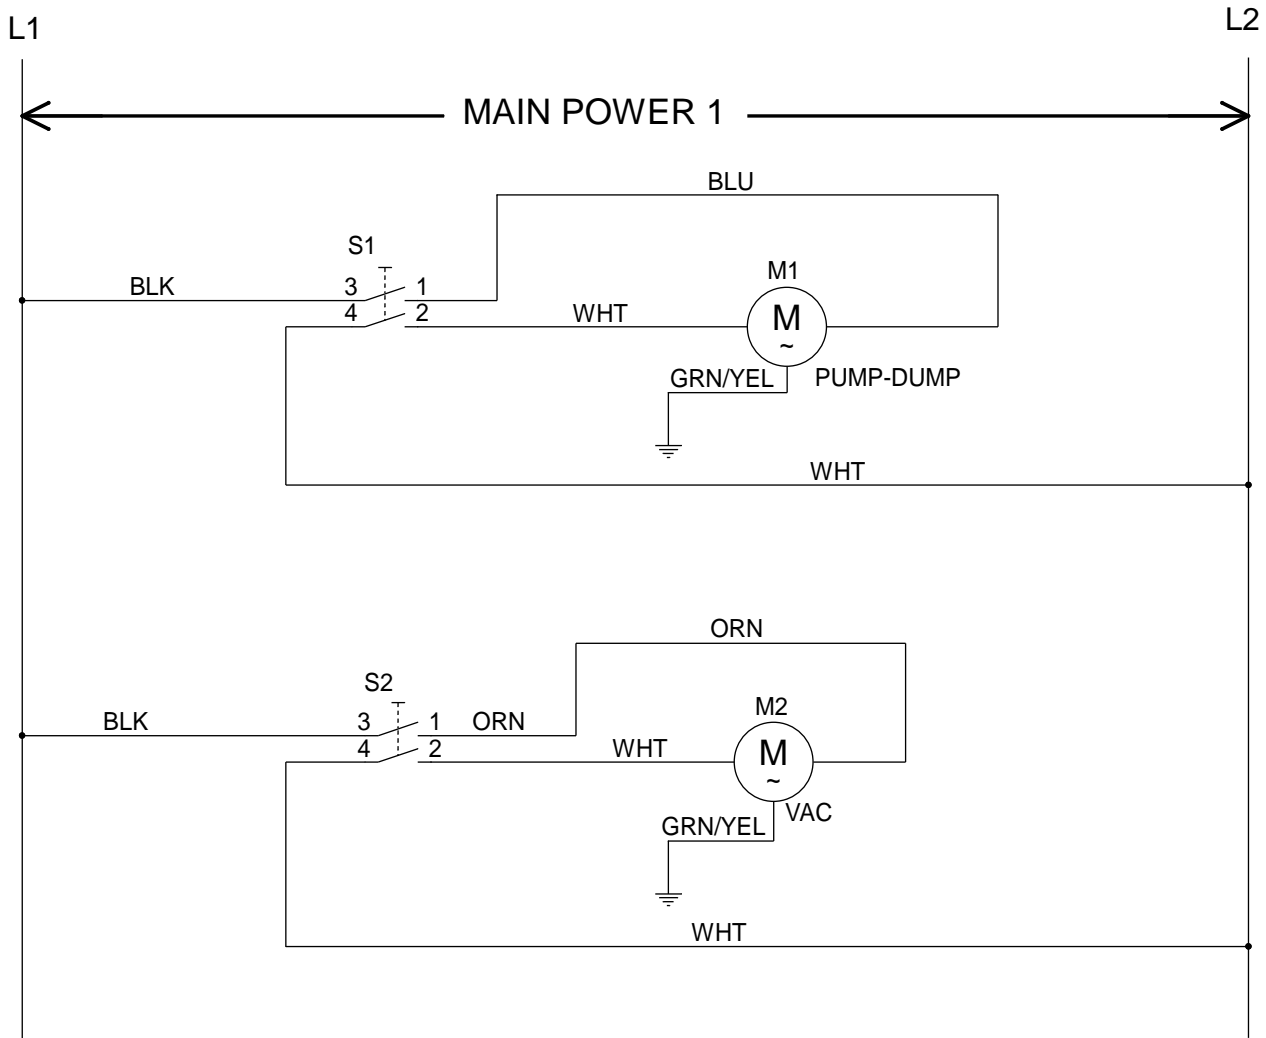 L1
L2
MAIN POWER 1
BLU
S1
BLK
3 1
4 2
WHT
M1
M
~
GRN/YEL
PUMP-DUMP
WHT
ORN
S2
BLK
3 1
ORN
4 2
WHT
M2
M
~
VAC
GRN/YEL
WHT